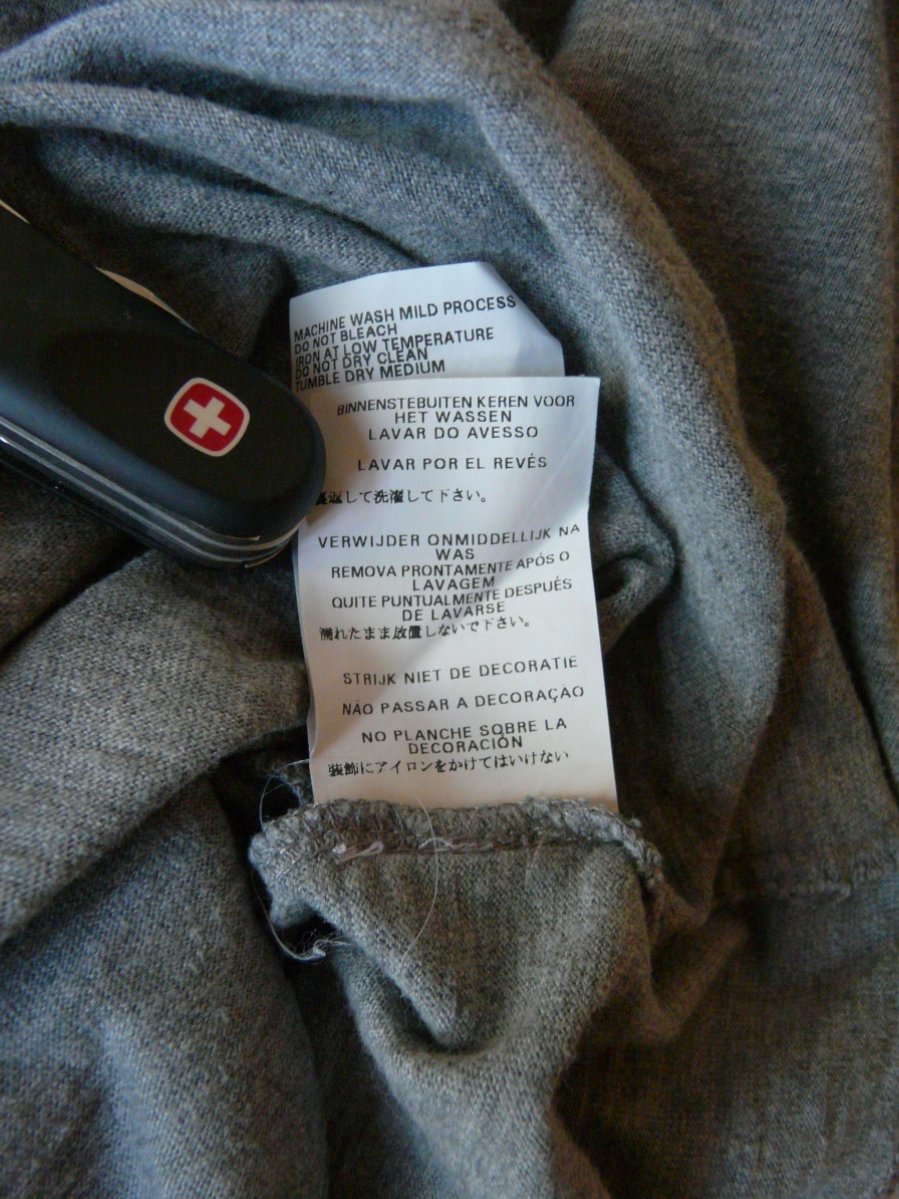 MACHINE WASH MILD PROCESS
DO NOT BLEACH
IRON AT LOW TEMPERATURE
DO NOT DRY CLEAN
TUMBLE DRY MEDIUM
BINNENSTEBUITEN KEREN VOOR
HET WASSEN
LAVAR DO AVESSO
LAVAR POR EL REVÉS
裏返して洗濯して下さい。
VERWIJDER ONMIDDELLIJK NA
WAS
REMOVA PRONTAMENTE APÓS O
LAVAGEM
QUITE PUNTUALMENTE DESPUÉS
DE LAVARSE
濡れたまま放置しないで下さい。
STRIJK NIET DE DECORATIE
NÃO PASSAR A DECORAÇAO
NO PLANCHE SOBRE LA
DECORACIÓN
装飾にアイロンをかけてはいけない